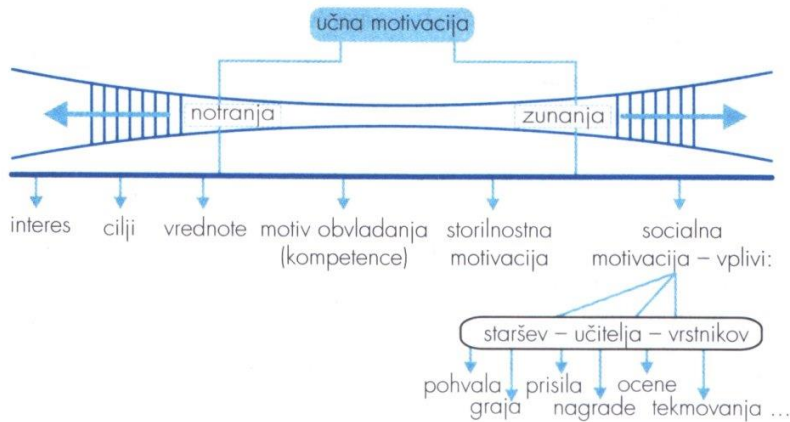 učna motivacija
notranja
zunanja
interes
cilji
vrednote
motiv obvladanja
(kompetence)
storilnostna
motivacija
socialna
motivacija – vplivi:
staršev – učitelja – vrstnikov
pohvala
graja
prisila
nagrade
ocene
tekmovanja ...